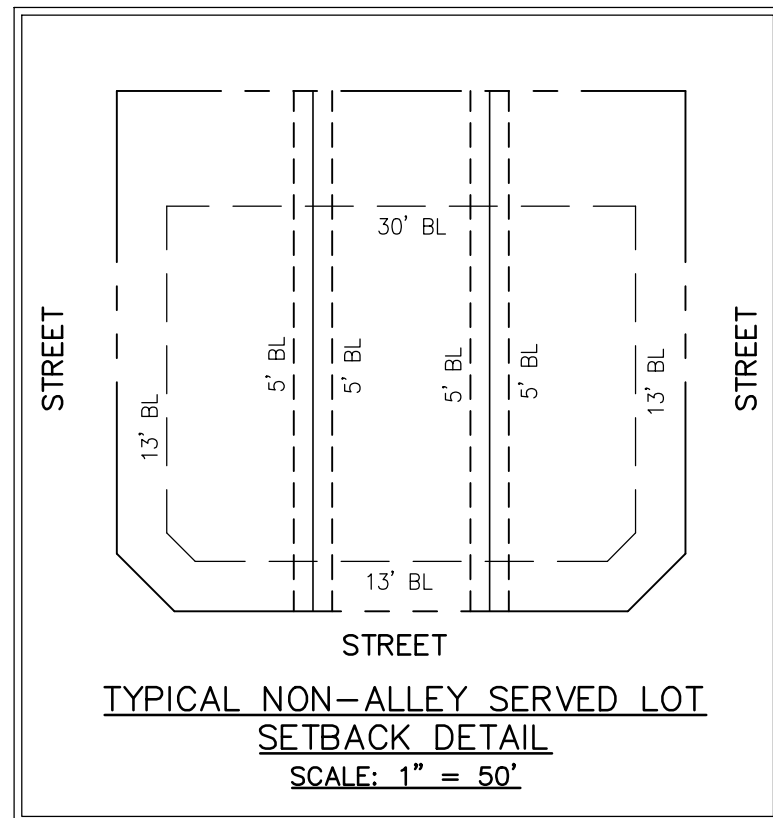 30' BL
STREET
5' BL
5' BL
5' BL
5' BL
STREET
13' BL
13' BL
13' BL
STREET
TYPICAL NON-ALLEY SERVED LOT
SETBACK DETAIL
SCALE: 1" = 50'